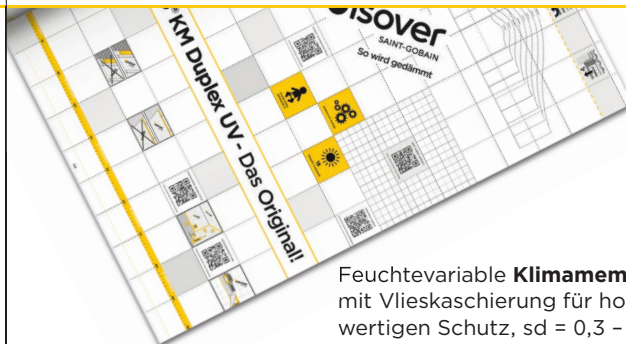 isover
SAINT-GOBAIN
So wird gedämmt
KM Duplex UV - Das Original!
18
Feuchtevariable Klimamem
mit Vlieskaschierung für ho
wertigen Schutz, sd = 0,3 –